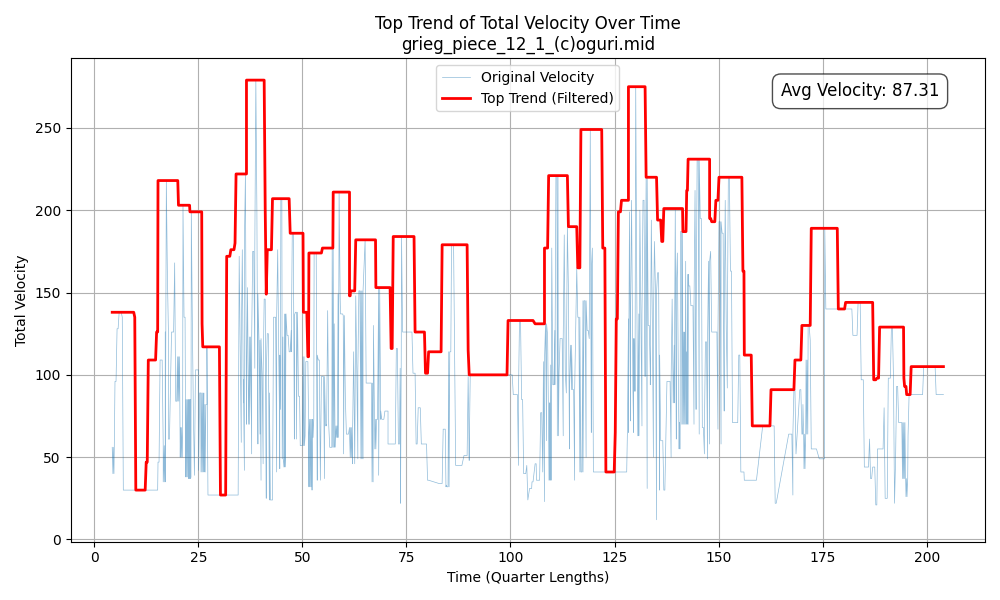 Top Trend of Total Velocity Over Time
grieg_piece_12_1_(c)oguri.mid
Original Velocity
Top Trend (Filtered)
Avg Velocity: 87.31
Total Velocity
250
200
150
100
50
0
0 25 50 75 100 125 150 175 200
Time (Quarter Lengths)